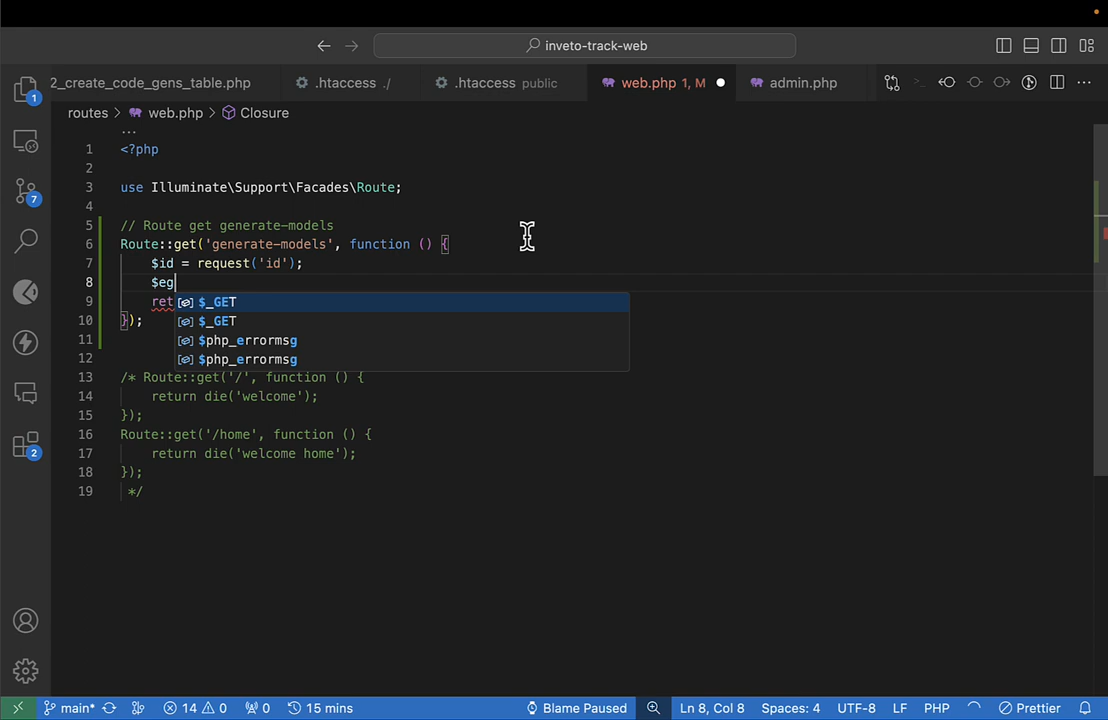 inveto-track-web
2_create_code_gens_table.php
.htaccess ./
.htaccess public
web.php 1, M
admin.php
routes > web.php > Closure
...
1 <?php
2
3 use Illuminate\Support\Facades\Route;
4
5 // Route get generate-models
6 Route::get('generate-models', function () {
7 $id = request('id');
8 $eg
9 ret
$_GET
10 });
$_GET
11
$php_errormsg
12
$php_errormsg
13 /* Route::get('/', function () {
14 return die('welcome');
15 });
16 Route::get('/home', function () {
17 return die('welcome home');
18 });
19 */
1
7
2
main* 14 0 0 15 mins Blame Paused Ln 8, Col 8 Spaces: 4 UTF-8 LF PHP Prettier